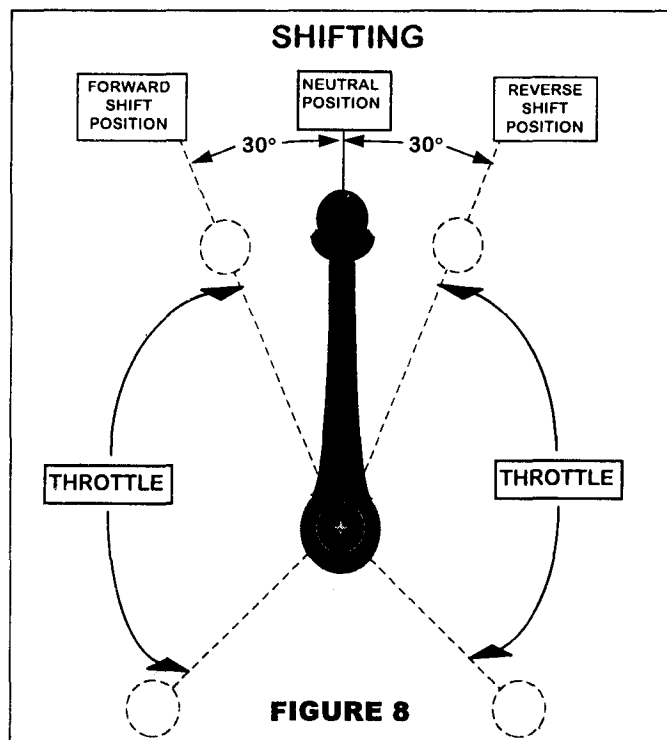 SHIFTING
FORWARD
SHIFT
POSITION
NEUTRAL
POSITION
REVERSE
SHIFT
POSITION
30°
30°
THROTTLE
THROTTLE
FIGURE 8